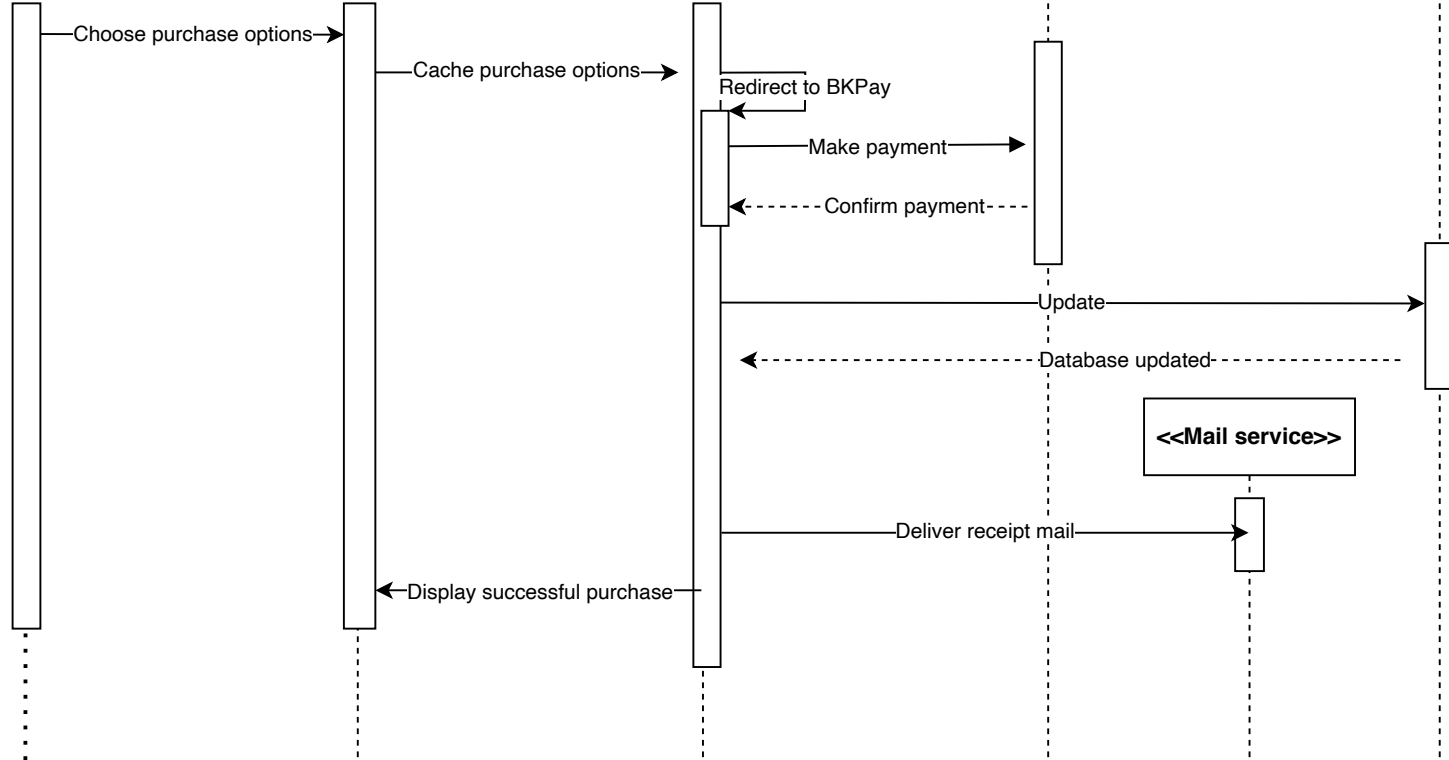 Choose purchase options
Cache purchase options
Redirect to BKPay
Make payment
Confirm payment
Update
Database updated
<<Mail service>>
Deliver receipt mail
Display successful purchase